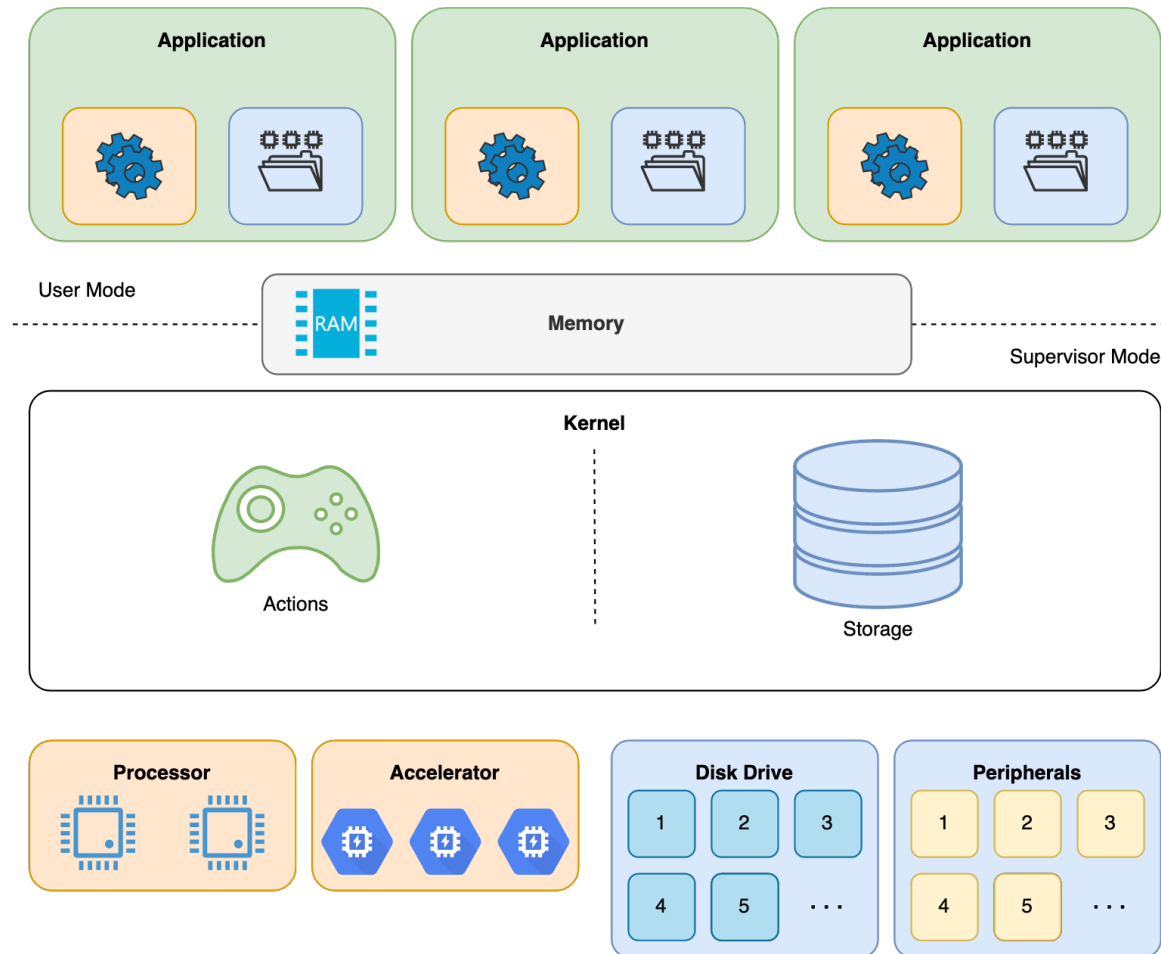 Application
Application
Application
User Mode
RAM
Memory
Supervisor Mode
Kernel
Actions
Storage
Processor
Accelerator
Disk Drive
1
2
3
4
5
...
Peripherals
1
2
3
4
5
...